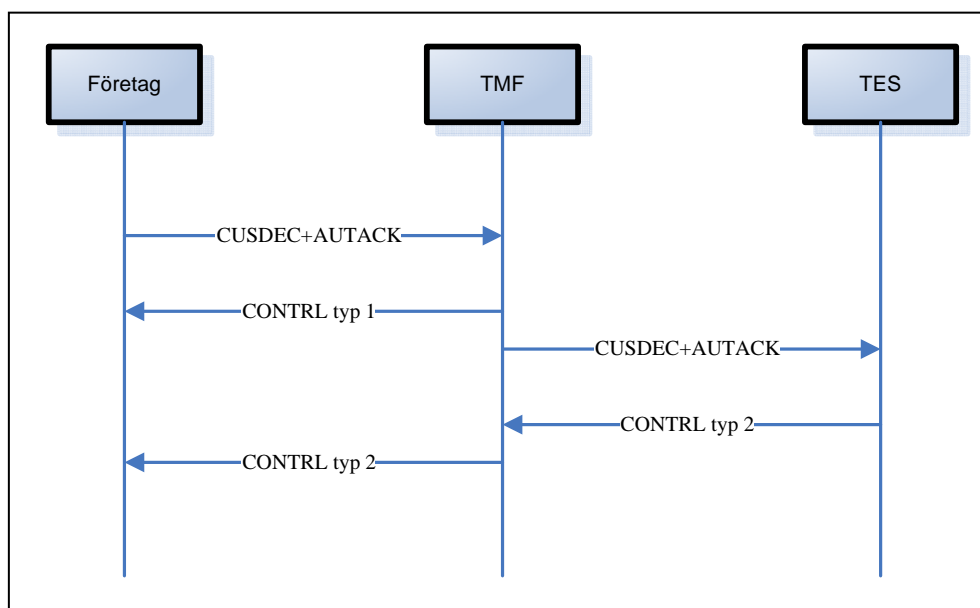 Företag
TMF
TES
CUSDEC+AUTACK
CONTRL typ 1
CUSDEC+AUTACK
CONTRL typ 2
CONTRL typ 2